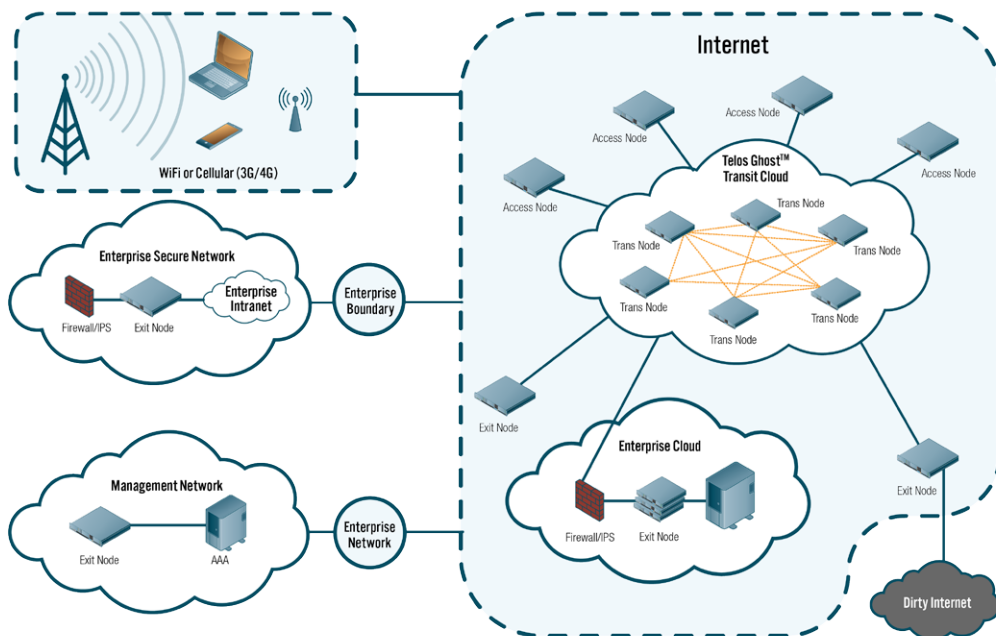 Internet
WiFi or Cellular (3G/4G)
Access Node
Access Node
Access Node
Access Node
Telos Ghost™
Transit Cloud
Trans Node
Trans Node
Trans Node
Trans Node
Trans Node
Trans Node
Enterprise Secure Network
Firewall/IPS
Exit Node
Enterprise
Intranet
Enterprise
Boundary
Exit Node
Enterprise Cloud
Firewall/IPS
Exit Node
Exit Node
Management Network
Exit Node
AAA
Enterprise
Network
Dirty Internet